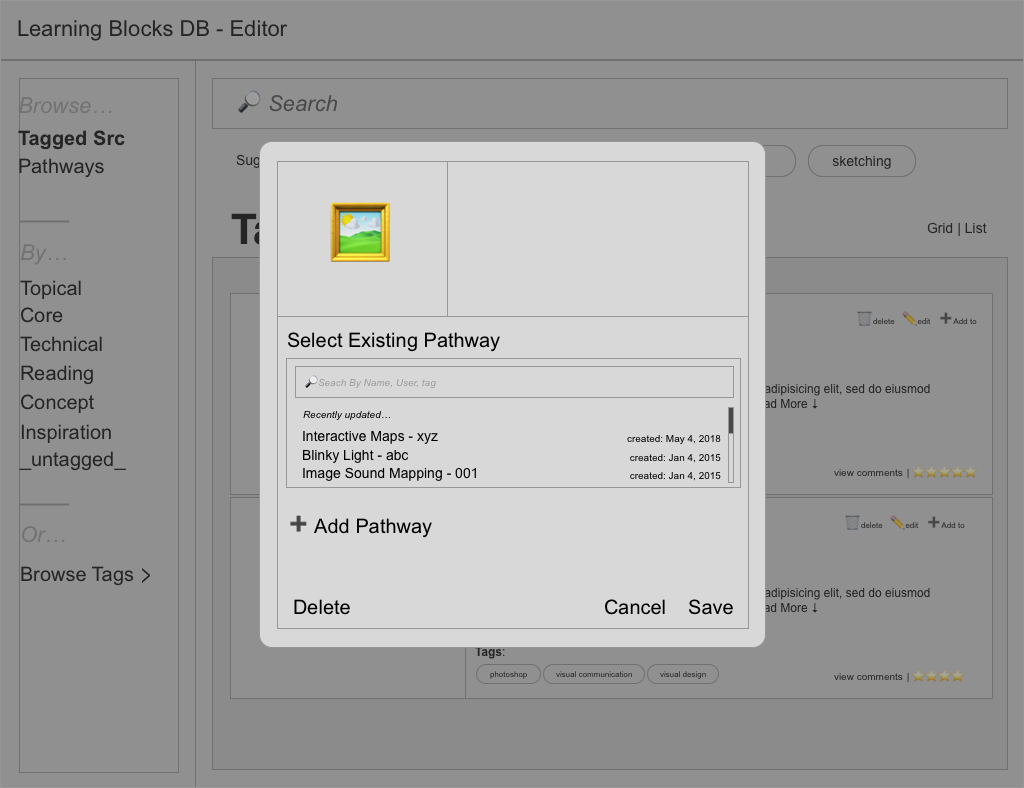 Learning Blocks DB - Editor
Browse...
Tagged Src
Pathways
By...
Topical
Core
Technical
Reading
Concept
Inspiration
_untagged_
Or...
Browse Tags >
Search
sketching
Grid | List
Select Existing Pathway
Seach By Name, User, tag
Recently updated...
Interactive Maps - xyz created: May 4, 2018
Blinky Light - abc created: Jan 4, 2015
Image Sound Mapping - 001 created: Jan 4, 2015
Add Pathway
Delete Cancel Save
delete edit Add to
adipisicing elit, sed do eiusmod
More ↓
view comments |
delete edit Add to
adipisicing elit, sed do eiusmod
More ↓
Tags:
photoshop visual communication visual design
view comments |